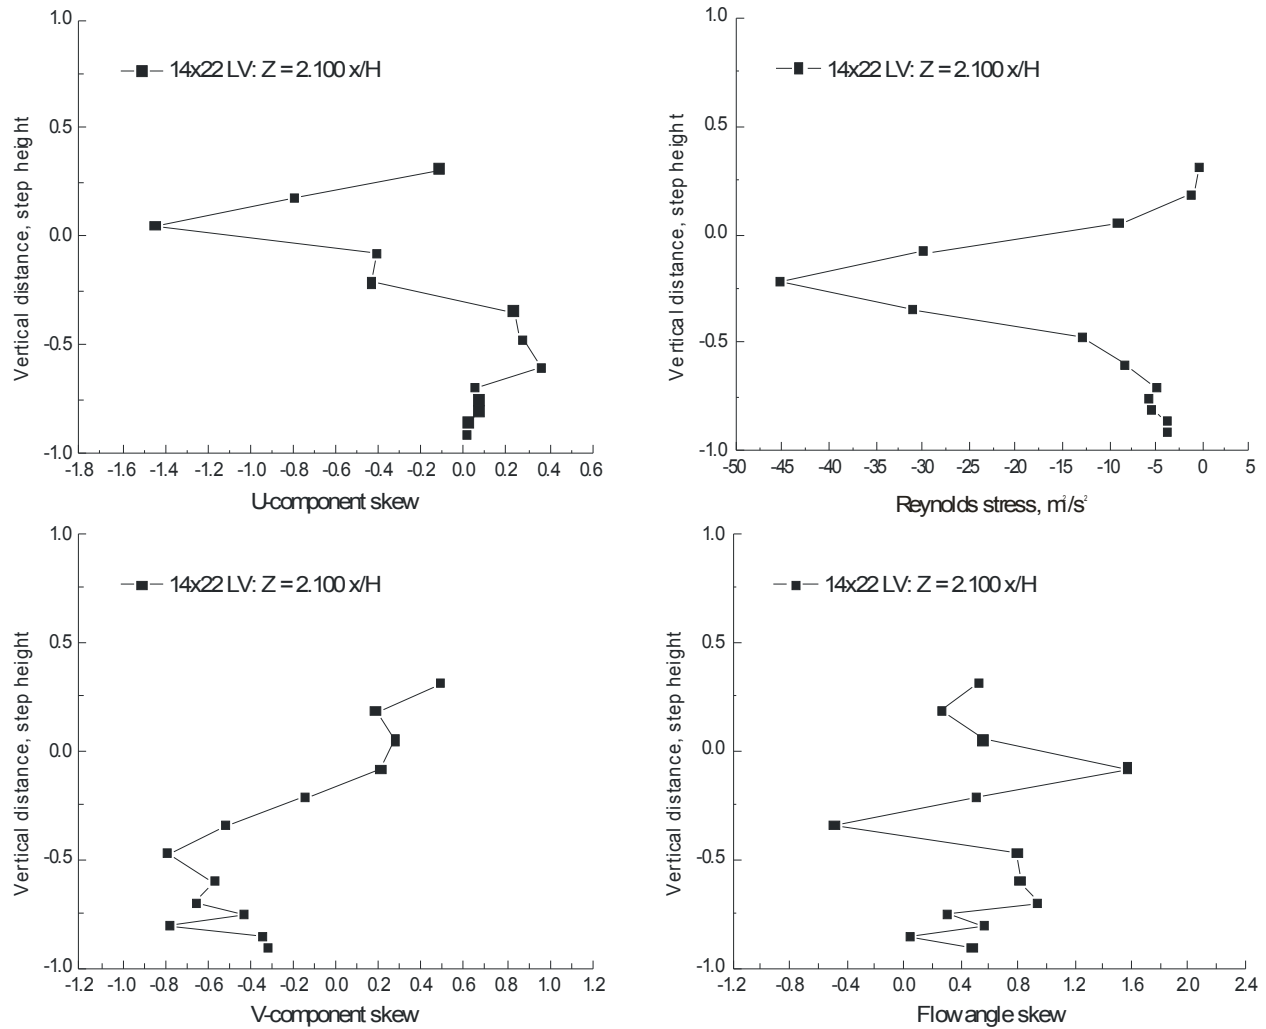 1.0
14x22 LV: Z = 2.100 x/H
0.5
0.0
-0.5
-1.0
Vertical distance, step height
-1.8 -1.6 -1.4 -1.2 -1.0 -0.8 -0.6 -0.4 -0.2 0.0 0.2 0.4 0.6
U-component skew
1.0
14x22 LV: Z = 2.100 x/H
0.5
0.0
-0.5
-1.0
Vertical distance, step height
-50 -45 -40 -35 -30 -25 -20 -15 -10 -5 0 5
Reynolds stress, m²/s²
1.0
14x22 LV: Z = 2.100 x/H
0.5
0.0
-0.5
-1.0
Vertical distance, step height
-1.2 -1.0 -0.8 -0.6 -0.4 -0.2 0.0 0.2 0.4 0.6 0.8 1.0 1.2
V-component skew
1.0
14x22 LV: Z = 2.100 x/H
0.5
0.0
-0.5
-1.0
Vertical distance, step height
-1.2 -0.8 -0.4 0.0 0.4 0.8 1.2 1.6 2.0 2.4
Flow angle skew